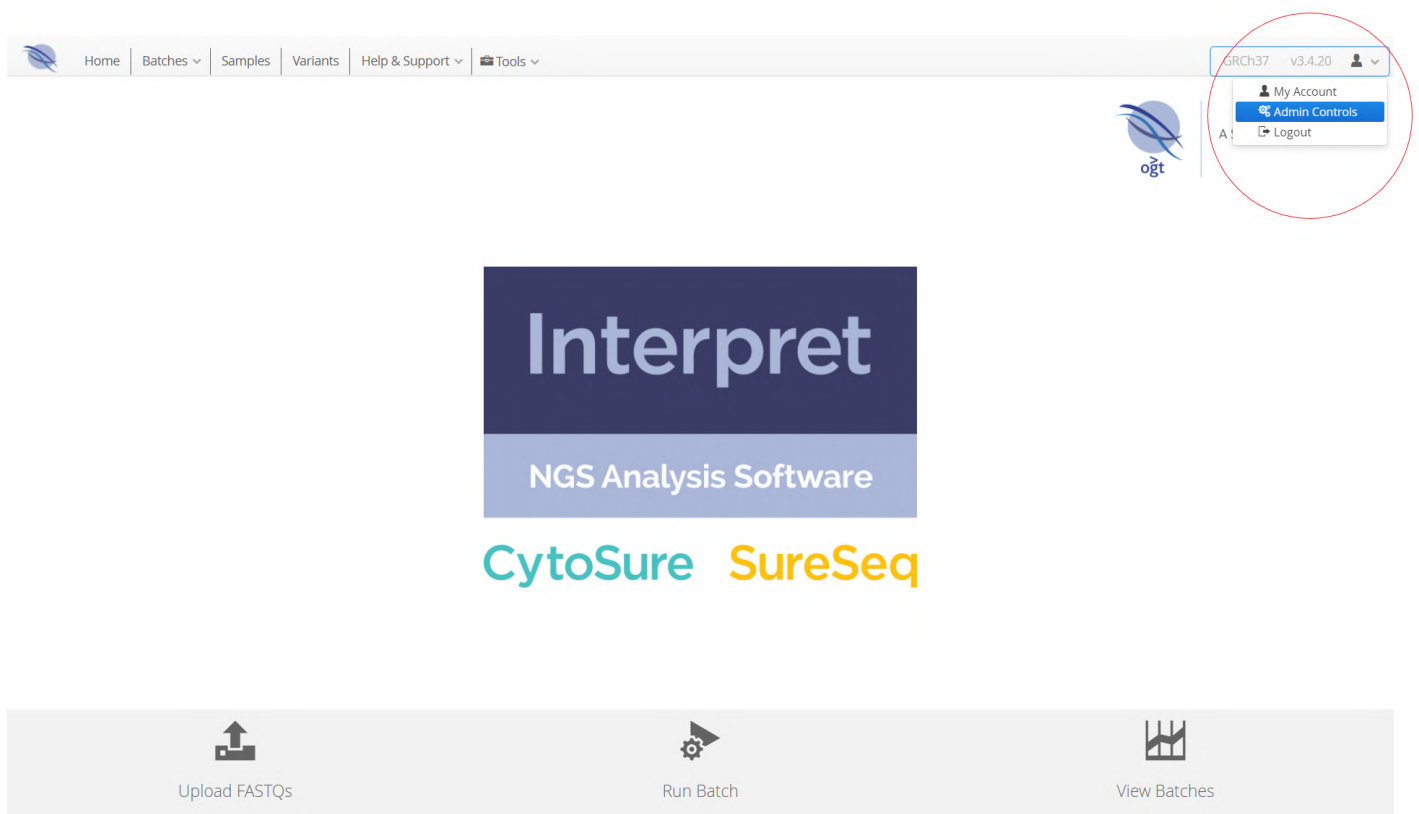 Home Batches Samples Variants Help & Support Tools GRCh37 v3.4.20
My Account
Admin Controls
Logout
A
ogt
Interpret
NGS Analysis Software
CytoSure SureSeq
Upload FASTQs Run Batch View Batches